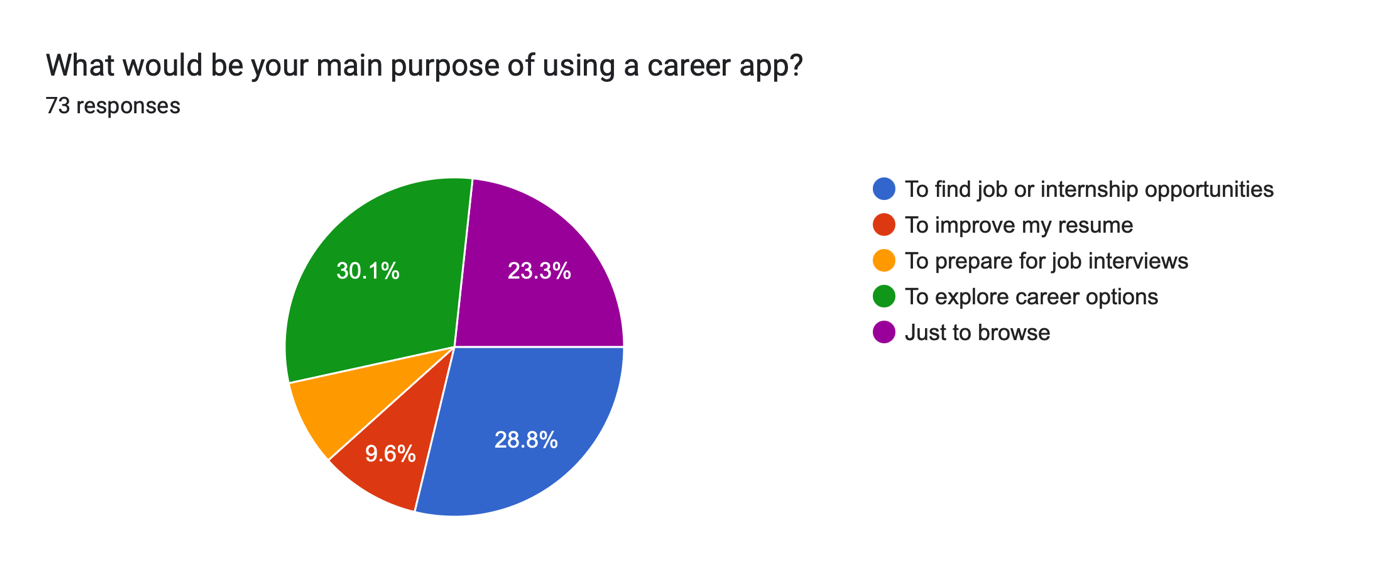 What would be your main purpose of using a career app?
73 responses
30.1%
23.3%
9.6%
28.8%
To find job or internship opportunities
To improve my resume
To prepare for job interviews
To explore career options
Just to browse